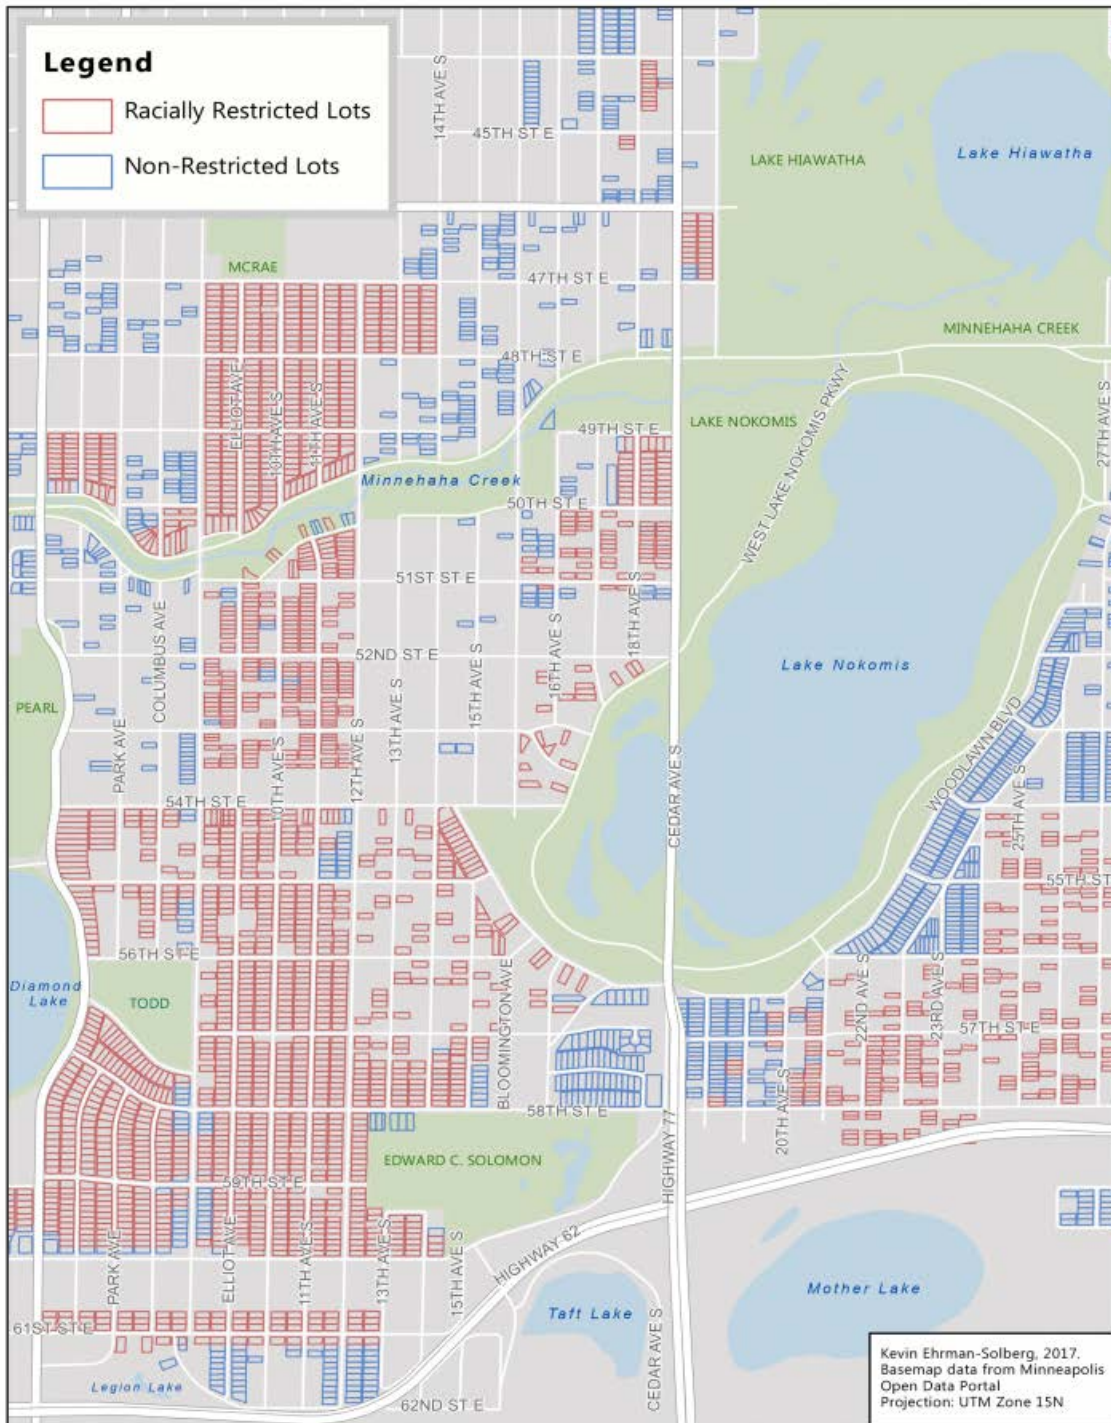 Legend
Racially Restricted Lots
Non-Restricted Lots
14TH AVE S
45TH ST E
LAKE HIAWATHA
Lake Hiawatha
MCRAE
47TH ST E
MINNEHAHA CREEK
48TH ST E
ELLIOT AVE
10TH AVE S
11TH AVE S
49TH ST E
LAKE NOKOMIS
WEST LAKE NOKOMIS PKWY
27TH AVE S
Minnehaha Creek
50TH ST E
51ST ST E
COLUMBUS AVE
52ND ST E
16TH AVE S
18TH AVE S
Lake Nokomis
PEARL
PARK AVE
13TH AVE S
15TH AVE S
10TH AVE S
12TH AVE S
CEDAR AVE S
WOODLAWN BLVD
25TH AVE S
54TH ST E
55TH ST
56TH ST E
Diamond
Lake
TODD
BLOOMINGTON AVE
22ND AVE S
23RD AVE S
57TH ST E
58TH ST E
20TH AVE S
EDWARD C. SOLOMON
HIGHWAY 77
59TH ST E
PARK AVE
ELLIOT AVE
11TH AVE S
13TH AVE S
15TH AVE S
HIGHWAY 62
Taft Lake
Mother Lake
CEDAR AVE S
61ST ST E
Legion Lake
62ND ST E
Kevin Ehrman-Solberg, 2017.
Basemap data from Minneapolis
Open Data Portal
Projection: UTM Zone 15N